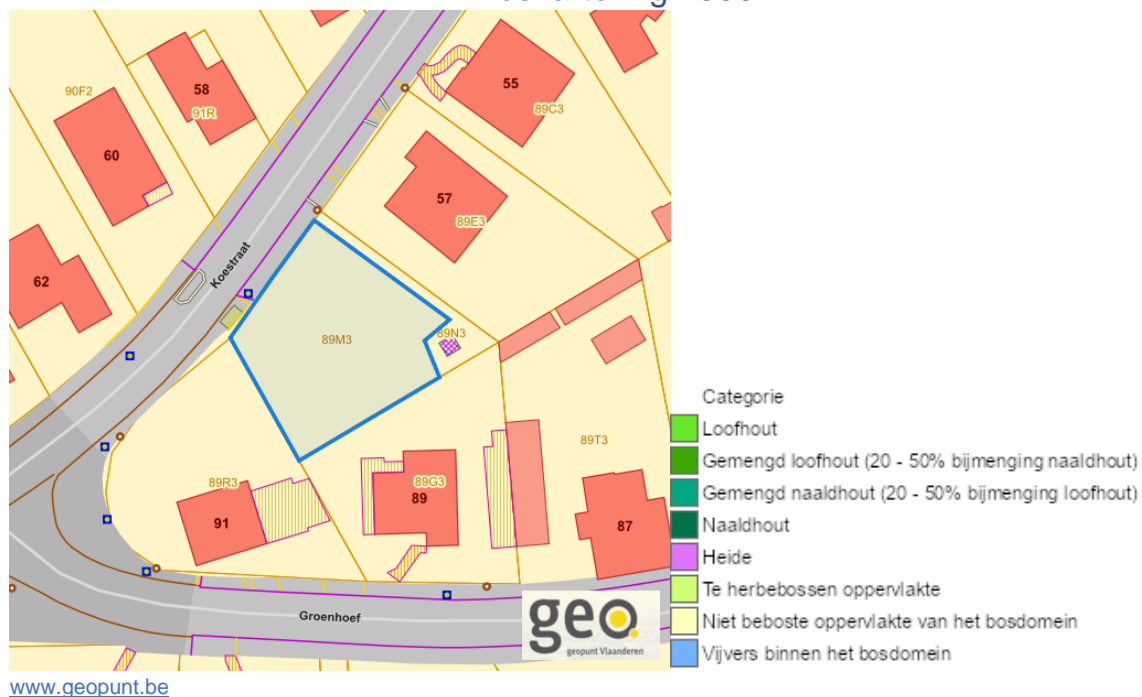 90F2
58
91R
55
89C3
60
57
89E3
Koestraat
62
89M3
89N3
89T3
89R3
89G3
89
91
87
Groenhoef
geo
geopunt Vlaanderen
Categorie
Loofhout
Gemengd loofhout (20 - 50% bijmenging naaldhout)
Gemengd naaldhout (20 - 50% bijmenging loofhout)
Naaldhout
Heide
Te herbebossen oppervlakte
Niet beboste oppervlakte van het bosdomein
Vijvers binnen het bosdomein
www.geopunt.be